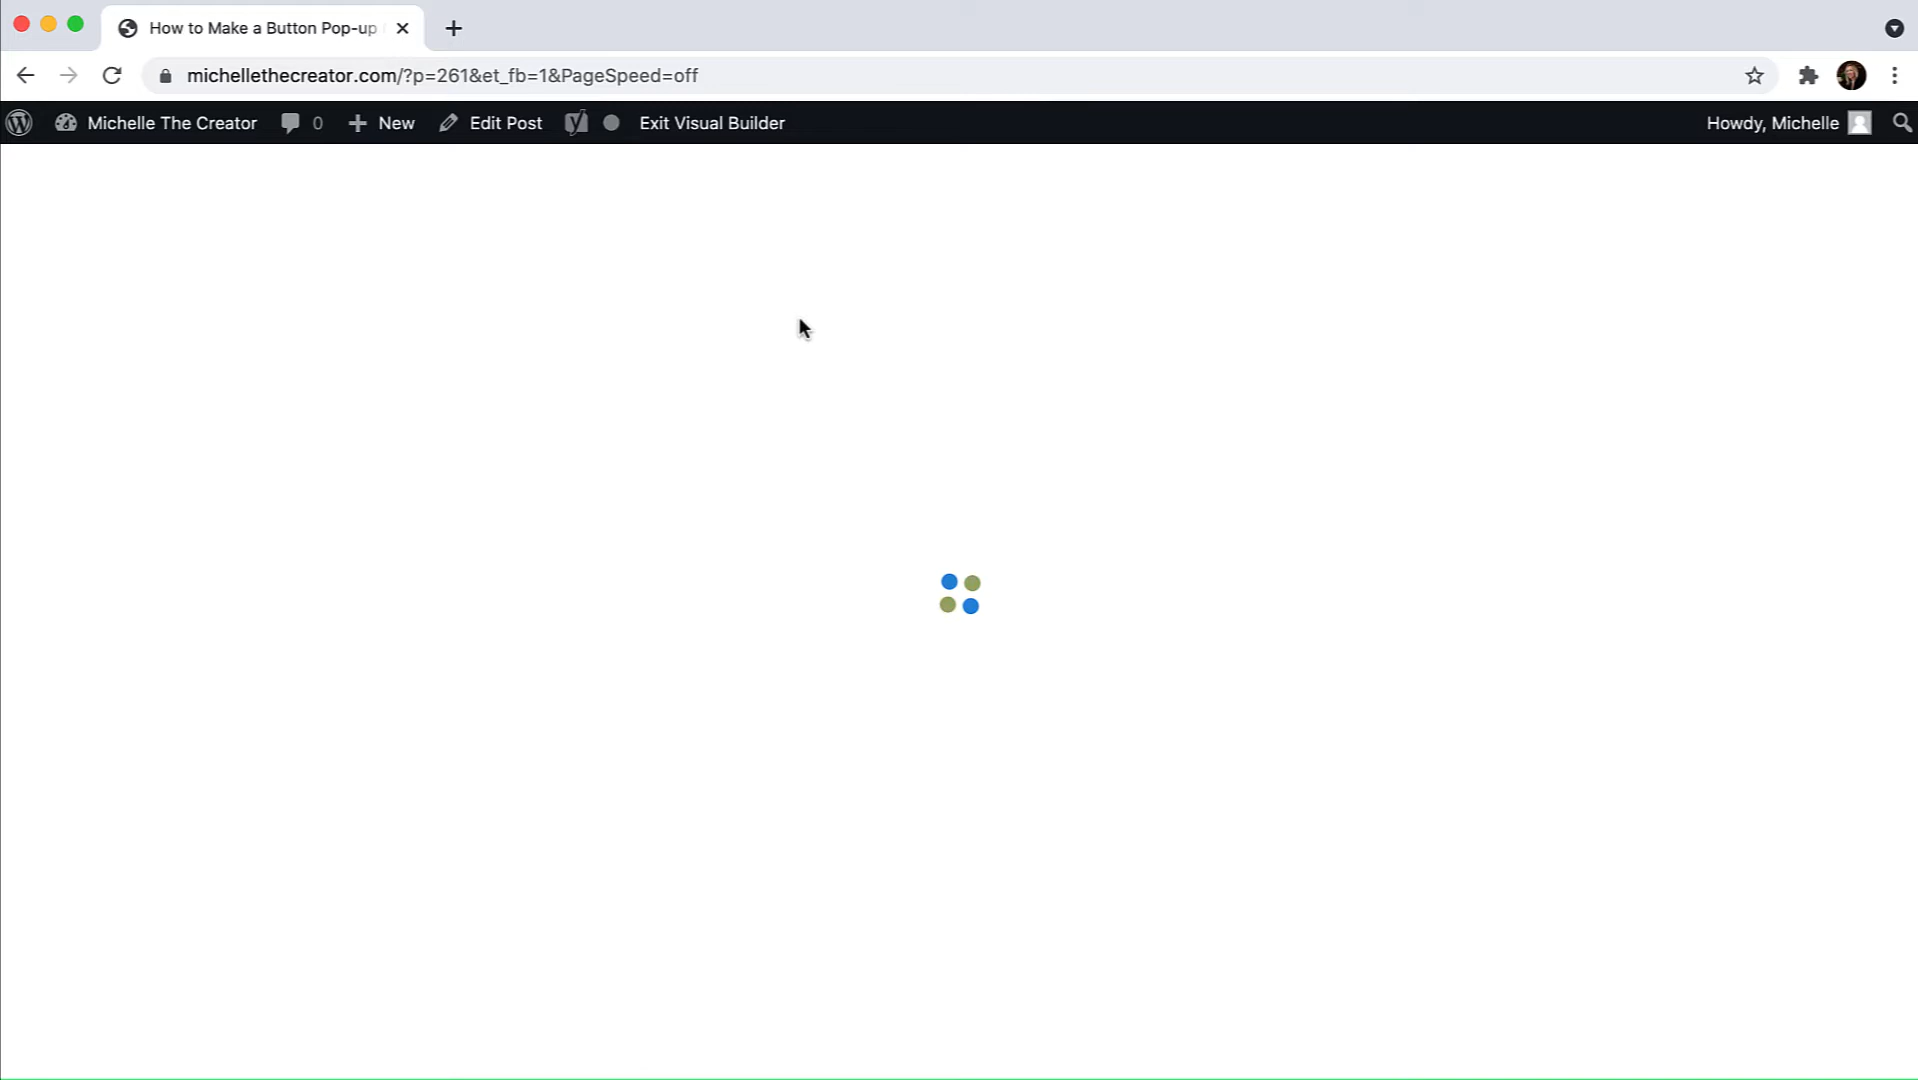 How to Make a Button Pop-up
michellethecreator.com/?p=261&et_fb=1&PageSpeed=off
Michelle The Creator 0 New Edit Post Exit Visual Builder Howdy, Michelle